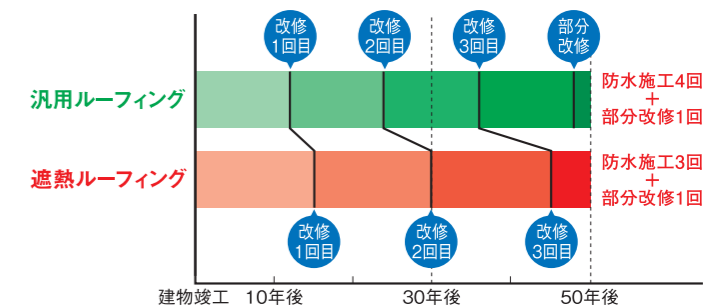 改修
1回目
改修
2回目
改修
3回目
部分
改修
汎用ルーフィング
防水施工4回
+
部分改修1回
遮熱ルーフィング
防水施工3回
+
部分改修1回
改修
1回目
改修
2回目
改修
3回目
建物竣工 10年後 30年後 50年後